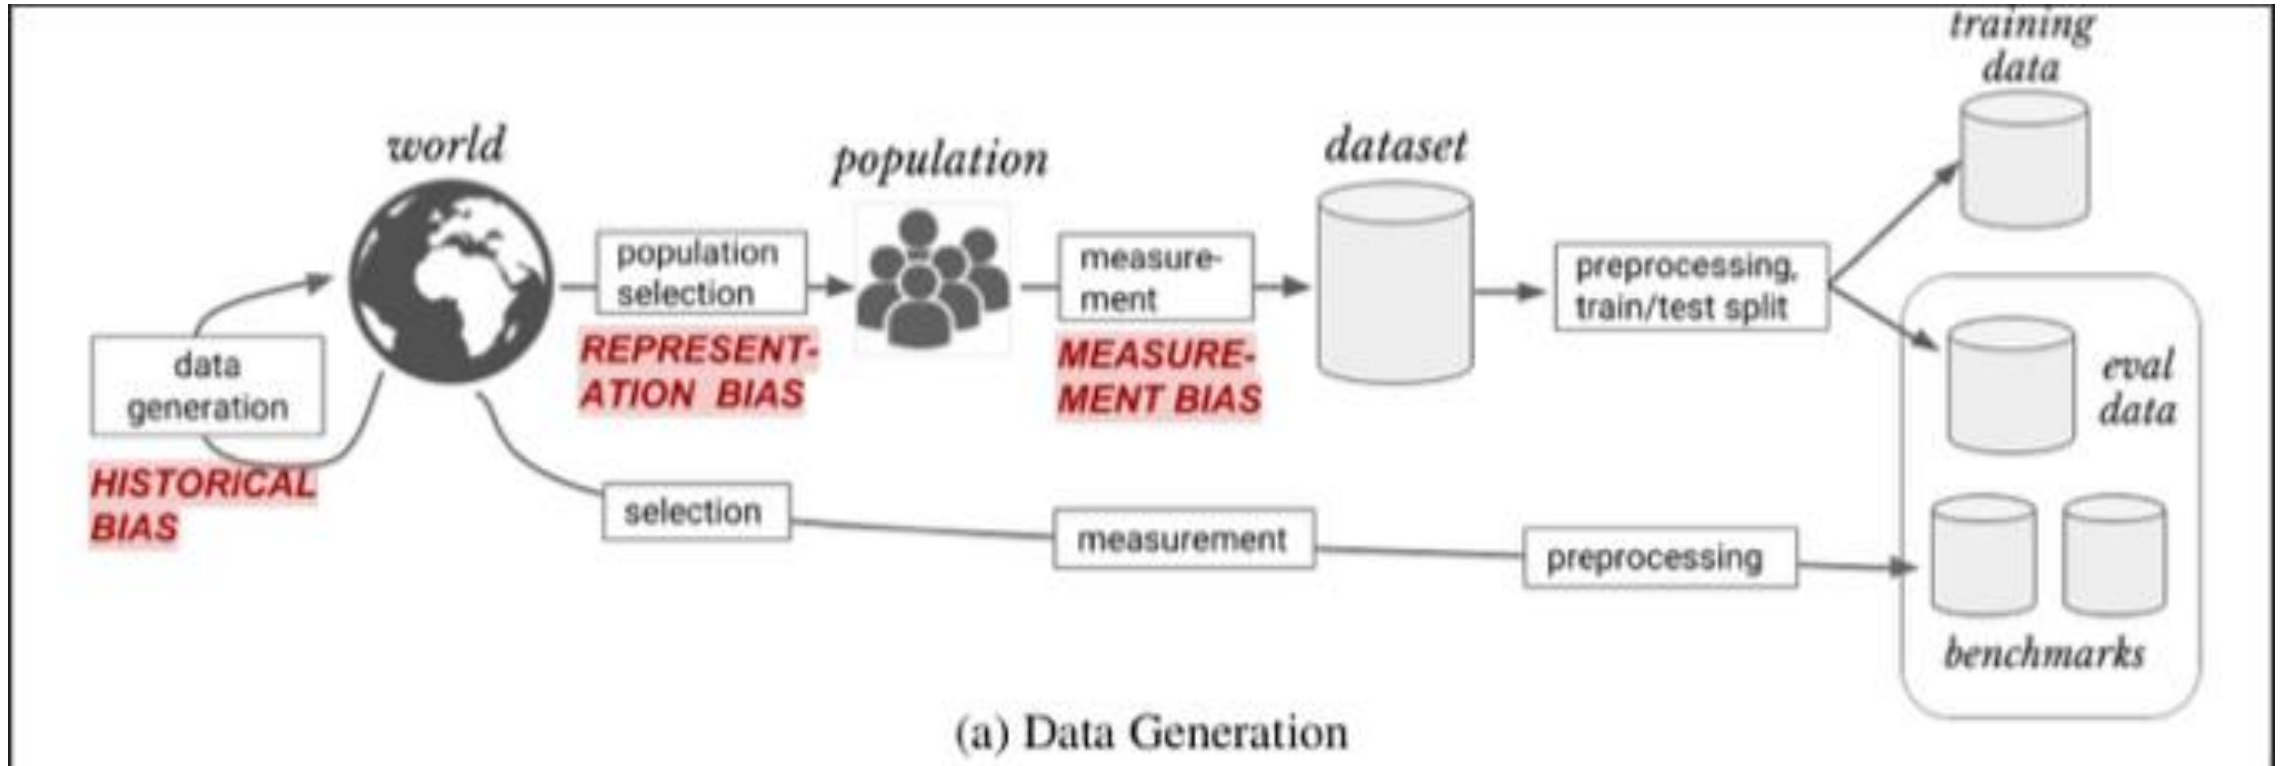 training
data
world
population
dataset
population
selection
measure-
ment
preprocessing,
train/test split
data
generation
REPRESENT-
ATION BIAS
MEASURE-
MENT BIAS
eval
data
HISTORICAL
BIAS
selection
measurement
preprocessing
benchmarks
(a) Data Generation